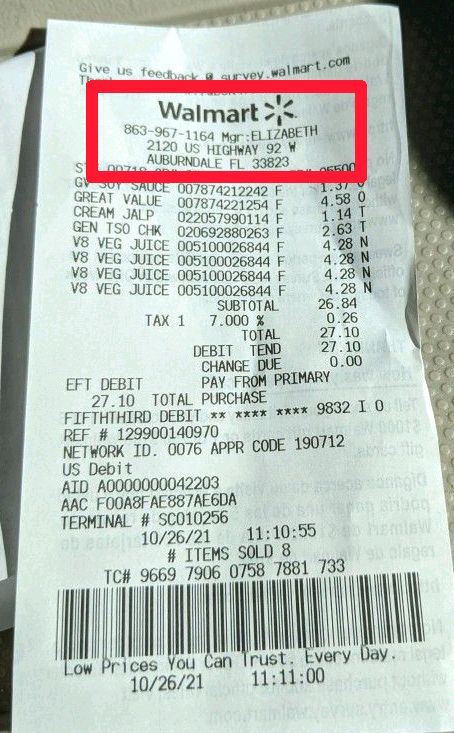 Give us feedback @ survey.walmart.com
Walmart
863-967-1164 Mgr:ELIZABETH
2120 US HIGHWAY 92 W
AUBURNDALE FL 33823
GV SOY SAUCE 007874212242 F 1.37 O
GREAT VALUE 007874221254 F 4.58 O
CREAM JALP 022057990114 F 1.14 T
GEN TSO CHK 020692880263 F 2.63 T
V8 VEG JUICE 005100026844 F 4.28 N
V8 VEG JUICE 005100026844 F 4.28 N
V8 VEG JUICE 005100026844 F 4.28 N
V8 VEG JUICE 005100026844 F 4.28 N
SUBTOTAL 26.84
TAX 1 7.000 % 0.26
TOTAL 27.10
DEBIT TEND 27.10
CHANGE DUE 0.00
EFT DEBIT PAY FROM PRIMARY
27.10 TOTAL PURCHASE
FIFTHTHIRD DEBIT ** **** **** 9832 I 0
REF # 129900140970
NETWORK ID. 0076 APPR CODE 190712
US Debit
AID A0000000042203
AAC F00A8FAE887AE6DA
TERMINAL # SC010256
10/26/21 11:10:55
# ITEMS SOLD 8
TC# 9669 7906 0758 7881 733
Low Prices You Can Trust. Every Day.
10/26/21 11:11:00